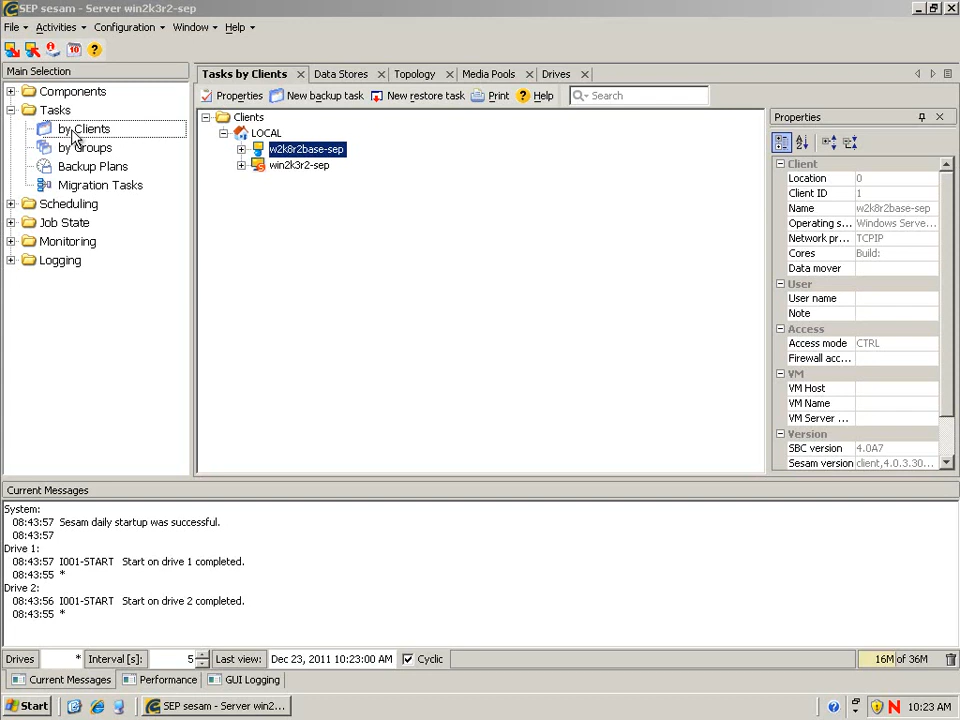 SEP sesam - Server win2k3r2-sep
File Activities Configuration Window Help
10 ?
Main Selection
Components
Tasks
by Clients
by Groups
Backup Plans
Migration Tasks
Scheduling
Job State
Monitoring
Logging
Tasks by Clients Data Stores Topology Media Pools Drives
Properties New backup task New restore task Print ? Help Search
Clients
LOCAL
w2k8r2base-sep
win2k3r2-sep
Properties
Client
Location 0
Client ID 1
Name w2k8r2base-sep
Operating s... Windows Serve...
Network pr... TCPIP
Cores Build:
Data mover
User
User name
Note
Access
Access mode CTRL
Firewall acc...
VM
VM Host
VM Name
VM Server ...
Version
SBC version 4.0A7
Sesam version client,4.0.3.30...
Current Messages
System:
08:43:57 Sesam daily startup was successful.
08:43:57
Drive 1:
08:43:57 I001-START Start on drive 1 completed.
08:43:55 *
Drive 2:
08:43:56 I001-START Start on drive 2 completed.
08:43:55 *
Drives * Interval [s]: 5 Last view: Dec 23, 2011 10:23:00 AM Cyclic 16M of 36M
Current Messages Performance GUI Logging
Start SEP sesam - Server win2... ? N 10:23 AM